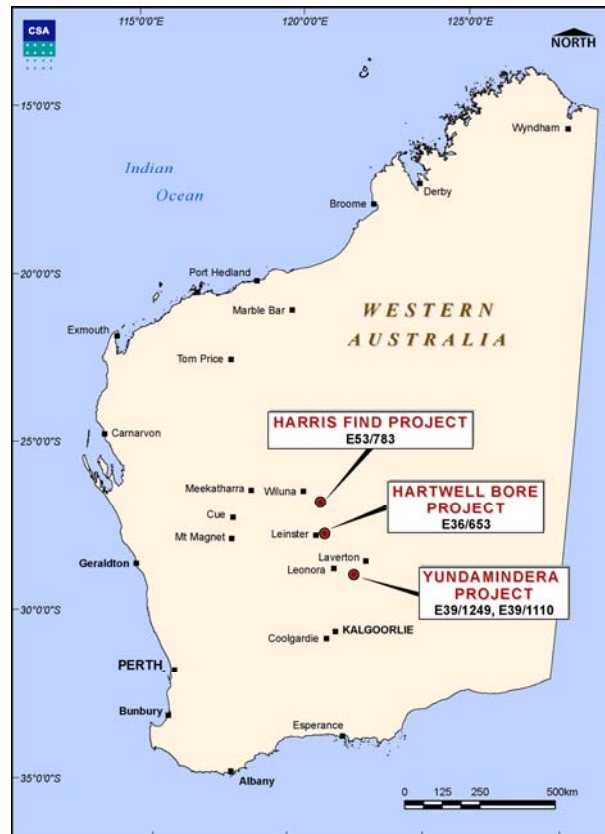 115°0'0"E
120°0'0"E
125°0'0"E
CSA
NORTH
15°0'0"S
Wyndham
Indian
Ocean
Derby
Broome
20°0'0"S
Port Hedland
Marble Bar
WESTERN
AUSTRALIA
Exmouth
Tom Price
HARRIS FIND PROJECT
E53/783
25°0'0"S
Carnarvon
Meekatharra
Wiluna
HARTWELL BORE
PROJECT
E36/653
Cue
Mt Magnet
Leinster
Laverton
Geraldton
Leonora
YUNDAMINDERA
PROJECT
E39/1249, E39/1110
30°0'0"S
KALGOORLIE
Coolgardie
PERTH
Bunbury
Esperance
35°0'0"S
Albany
0 125 250 500km